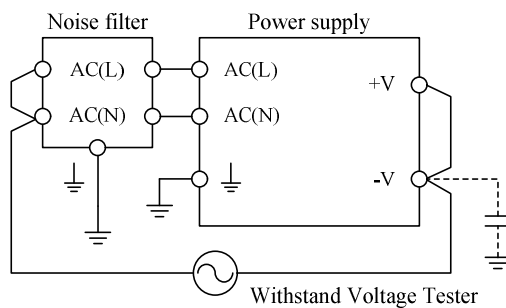 Noise filter
Power supply
AC(L)
AC(L)
+V
AC(N)
AC(N)
-V
Withstand Voltage Tester